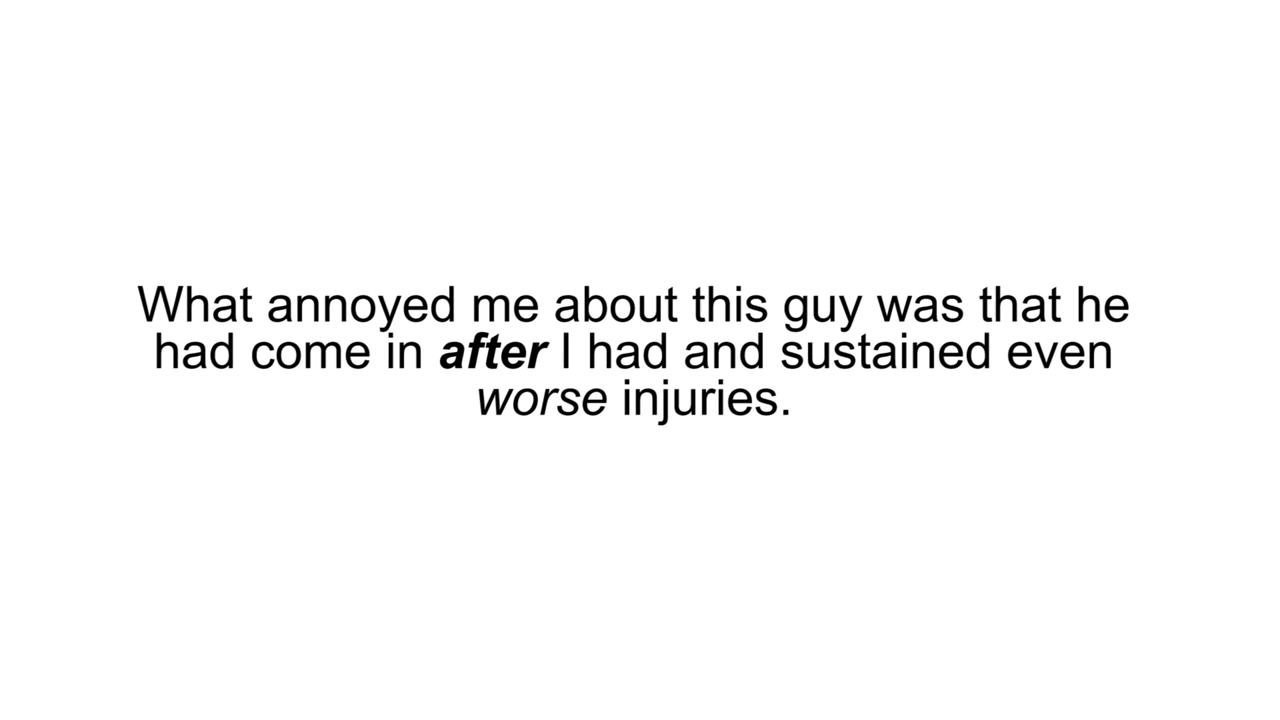 What annoyed me about this guy was that he
had come in after I had and sustained even
worse injuries.